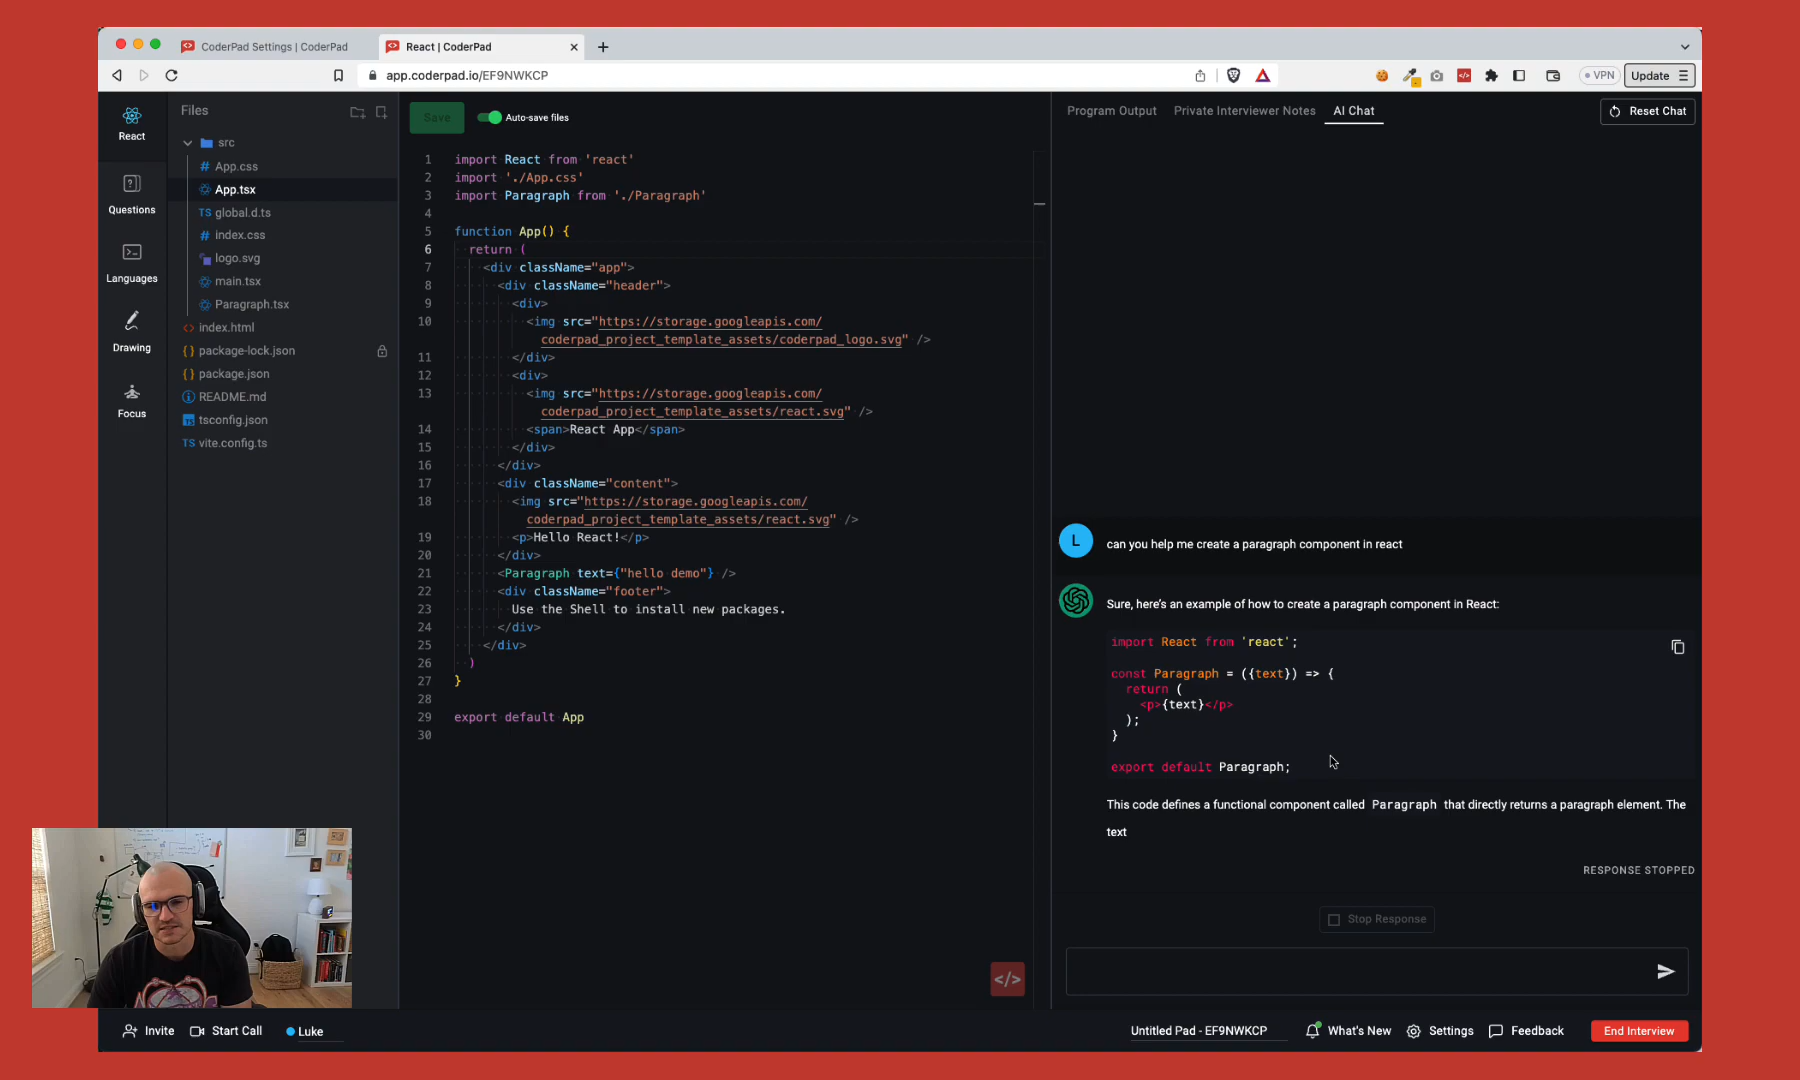 CoderPad Settings | CoderPad
React | CoderPad
app.coderpad.io/EF9NWKCP
VPN
Update
React
Questions
Languages
Drawing
Focus
Files
src
# App.css
App.tsx
TS global.d.ts
# index.css
logo.svg
main.tsx
Paragraph.tsx
<> index.html
{} package-lock.json
{} package.json
README.md
TS tsconfig.json
TS vite.config.ts
Save
Auto-save files
1 import React from 'react'
2 import './App.css'
3 import Paragraph from './Paragraph'
4
5 function App() {
6 return (
7 <div className="app">
8 <div className="header">
9 <div>
10 <img src="https://storage.googleapis.com/
coderpad_project_template_assets/coderpad_logo.svg" />
11 </div>
12 <div>
13 <img src="https://storage.googleapis.com/
coderpad_project_template_assets/react.svg" />
14 <span>React App</span>
15 </div>
16 </div>
17 <div className="content">
18 <img src="https://storage.googleapis.com/
coderpad_project_template_assets/react.svg" />
19 <p>Hello React!</p>
20 </div>
21 <Paragraph text={"hello demo"} />
22 <div className="footer">
23 Use the Shell to install new packages.
24 </div>
25 </div>
26 )
27 }
28
29 export default App
30
</>
Program Output
Private Interviewer Notes
AI Chat
Reset Chat
L
can you help me create a paragraph component in react
Sure, here's an example of how to create a paragraph component in React:
import React from 'react';
const Paragraph = ({text}) => {
return (
<p>{text}</p>
);
}
export default Paragraph;
This code defines a functional component called Paragraph that directly returns a paragraph element. The
text
RESPONSE STOPPED
Stop Response
Invite
Start Call
Luke
Untitled Pad - EF9NWKCP
What's New
Settings
Feedback
End Interview